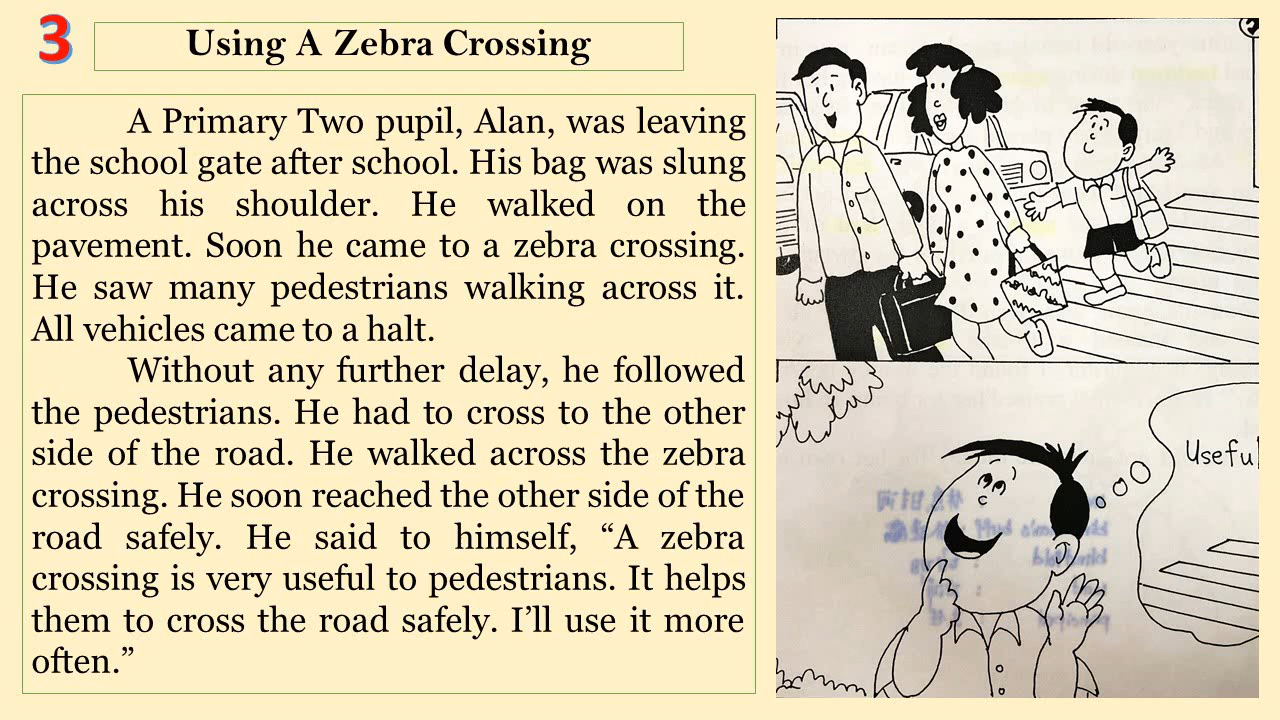 3
Using A Zebra Crossing
A Primary Two pupil, Alan, was leaving
the school gate after school. His bag was slung
across his shoulder. He walked on the
pavement. Soon he came to a zebra crossing.
He saw many pedestrians walking across it.
All vehicles came to a halt.
Without any further delay, he followed
the pedestrians. He had to cross to the other
side of the road. He walked across the zebra
crossing. He soon reached the other side of the
road safely. He said to himself, “A zebra
crossing is very useful to pedestrians. It helps
them to cross the road safely. I’ll use it more
often.”
Useful